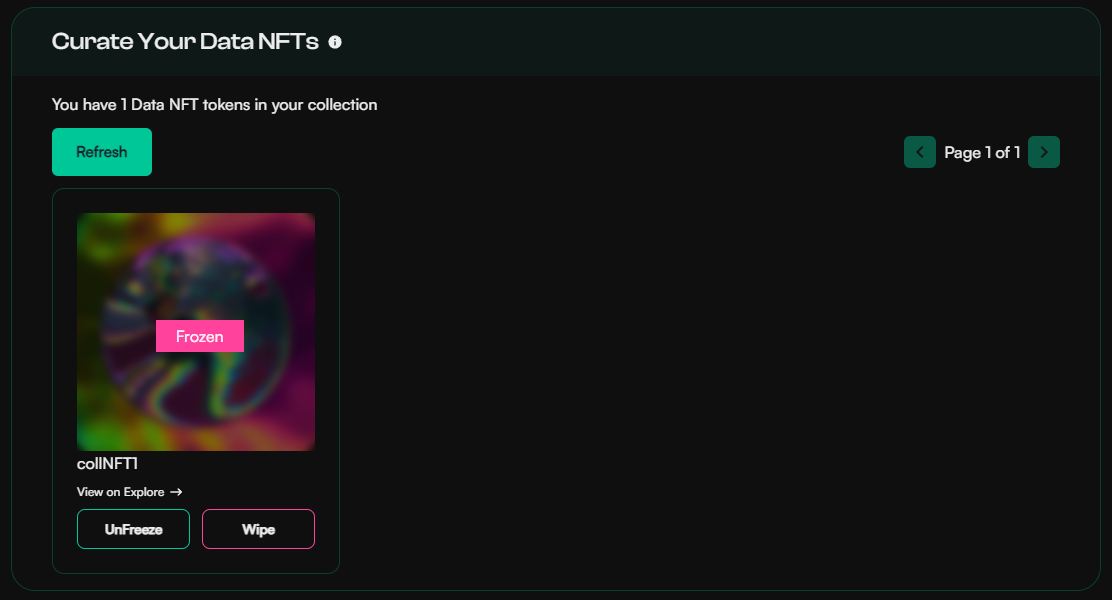 Curate Your Data NFTs
You have 1 Data NFT tokens in your collection
Refresh
Page 1 of 1
Frozen
collNFT1
View on Explore →
UnFreeze
Wipe